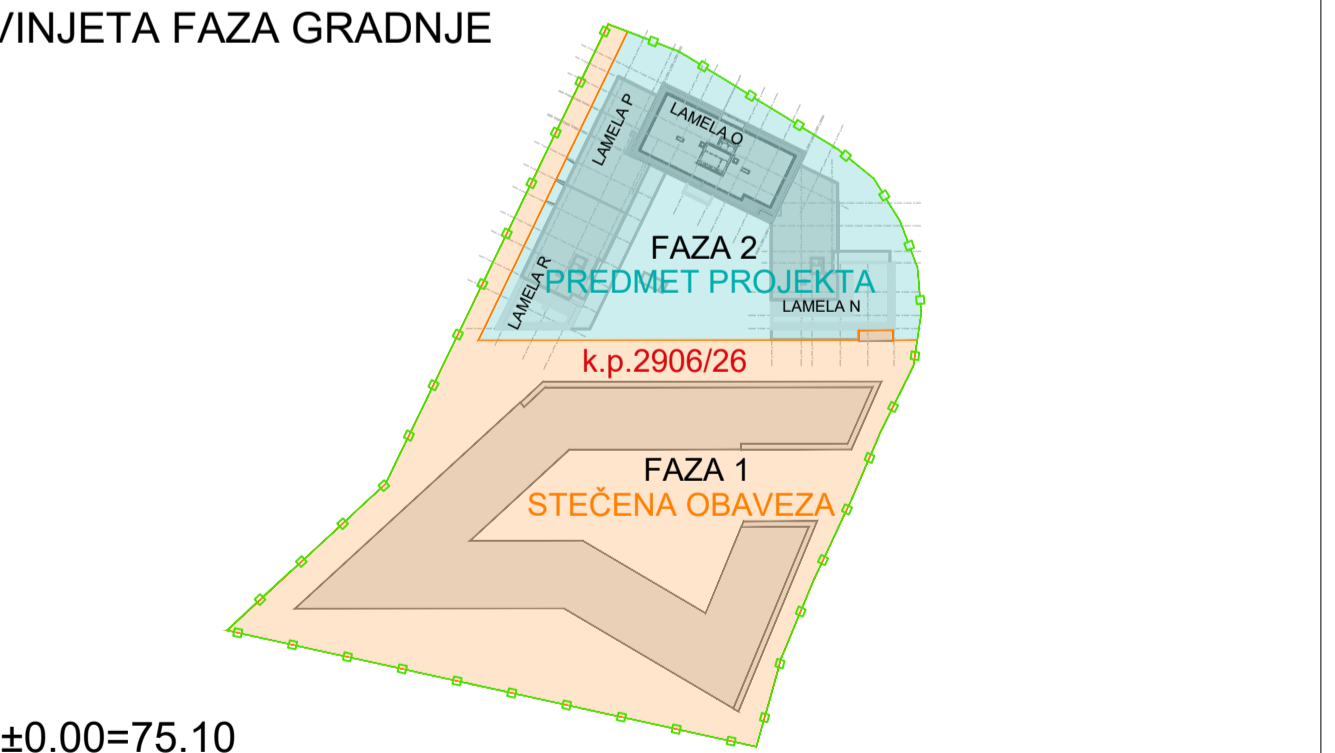 VINJETA FAZA GRADNJE
LAMELA P
LAMELA O
LAMELA R
FAZA 2
PREDMET PROJEKTA
LAMELA N
k.p.2906/26
FAZA 1
STEČENA OBAVEZA
±0.00=75.10